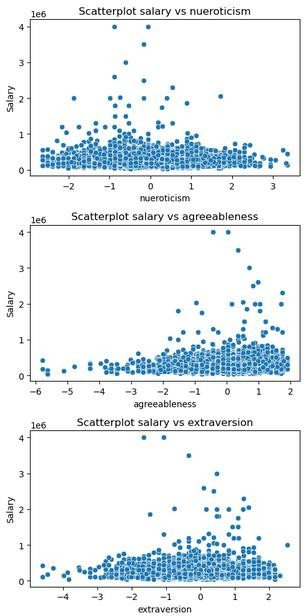 Scatterplot salary vs nueroticism
1e6
4
3
2
1
0
Salary
−2 −1 0 1 2 3
nueroticism
Scatterplot salary vs agreeableness
1e6
4
3
2
1
0
Salary
−6 −5 −4 −3 −2 −1 0 1 2
agreeableness
Scatterplot salary vs extraversion
1e6
4
3
2
1
0
Salary
−4 −3 −2 −1 0 1 2
extraversion